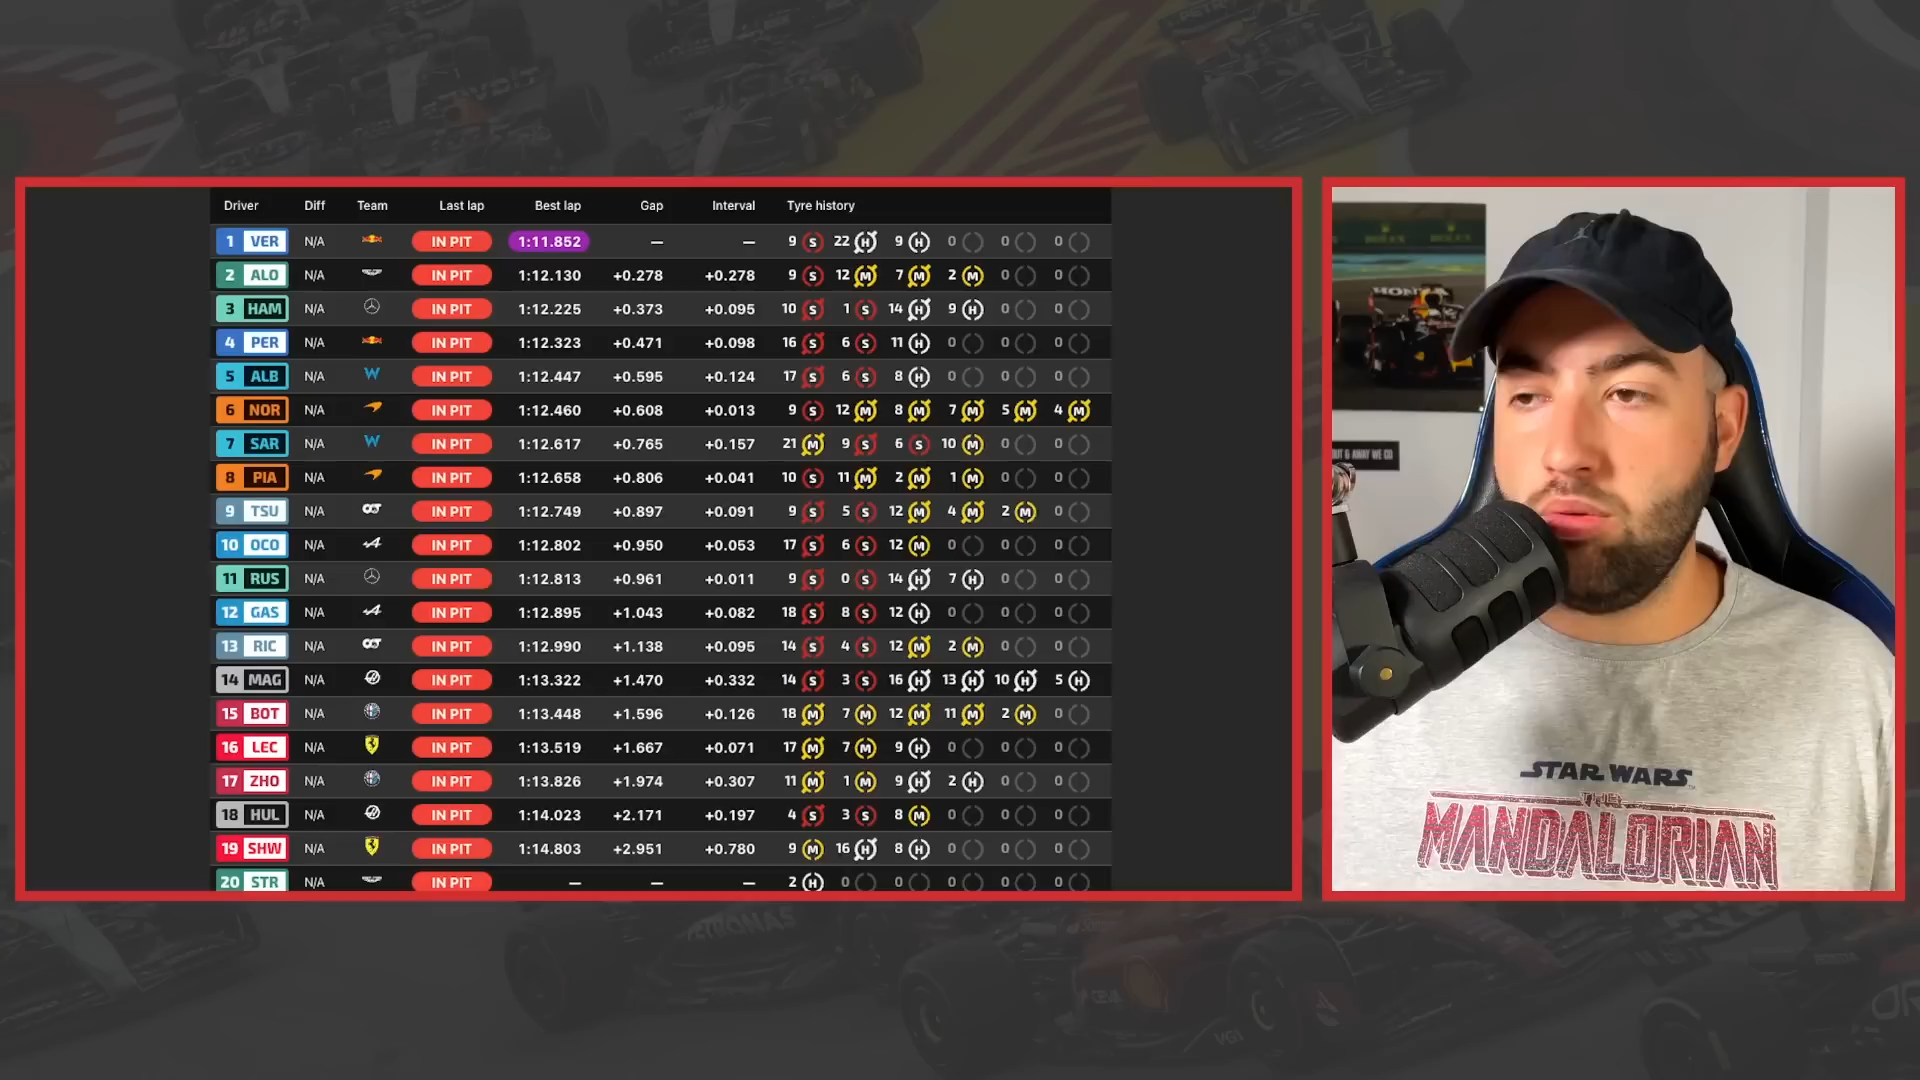 Driver Diff Team Last lap Best lap Gap Interval Tyre history
1 VER N/A IN PIT 1:11.852 — — 9 S 22 H 9 H 0 0 0
2 ALO N/A IN PIT 1:12.130 +0.278 +0.278 9 S 12 M 7 M 2 M 0 0
3 HAM N/A IN PIT 1:12.225 +0.373 +0.095 10 S 1 S 14 H 9 H 0 0
4 PER N/A IN PIT 1:12.323 +0.471 +0.098 16 S 6 S 11 H 0 0 0
5 ALB N/A IN PIT 1:12.447 +0.595 +0.124 17 S 6 S 8 H 0 0 0
6 NOR N/A IN PIT 1:12.460 +0.608 +0.013 9 S 12 M 8 M 7 M 5 M 4 M
7 SAR N/A IN PIT 1:12.617 +0.765 +0.157 21 M 9 S 6 S 10 M 0 0
8 PIA N/A IN PIT 1:12.658 +0.806 +0.041 10 S 11 M 2 M 1 M 0 0
9 TSU N/A IN PIT 1:12.749 +0.897 +0.091 9 S 5 S 12 M 4 M 2 M 0
10 OCO N/A IN PIT 1:12.802 +0.950 +0.053 17 S 6 S 12 M 0 0 0
11 RUS N/A IN PIT 1:12.813 +0.961 +0.011 9 S 0 S 14 H 7 H 0 0
12 GAS N/A IN PIT 1:12.895 +1.043 +0.082 18 S 8 S 12 H 0 0 0
13 RIC N/A IN PIT 1:12.990 +1.138 +0.095 14 S 4 S 12 M 2 M 0 0
14 MAG N/A IN PIT 1:13.322 +1.470 +0.332 14 S 3 S 16 H 13 H 10 H 5 H
15 BOT N/A IN PIT 1:13.448 +1.596 +0.126 18 M 7 M 12 M 11 M 2 M 0
16 LEC N/A IN PIT 1:13.519 +1.667 +0.071 17 M 7 M 9 H 0 0 0
17 ZHO N/A IN PIT 1:13.826 +1.974 +0.307 11 M 1 M 9 H 2 H 0 0
18 HUL N/A IN PIT 1:14.023 +2.171 +0.197 4 S 3 S 8 M 0 0 0
19 SHW N/A IN PIT 1:14.803 +2.951 +0.780 9 M 16 H 8 H 0 0 0
20 STR N/A IN PIT — — — 2 H 0 0 0 0 0
ROLEX ROLEX
HONDA
& AWAY WE GO
STAR WARS
THE
MANDALORIAN
PETRONAS